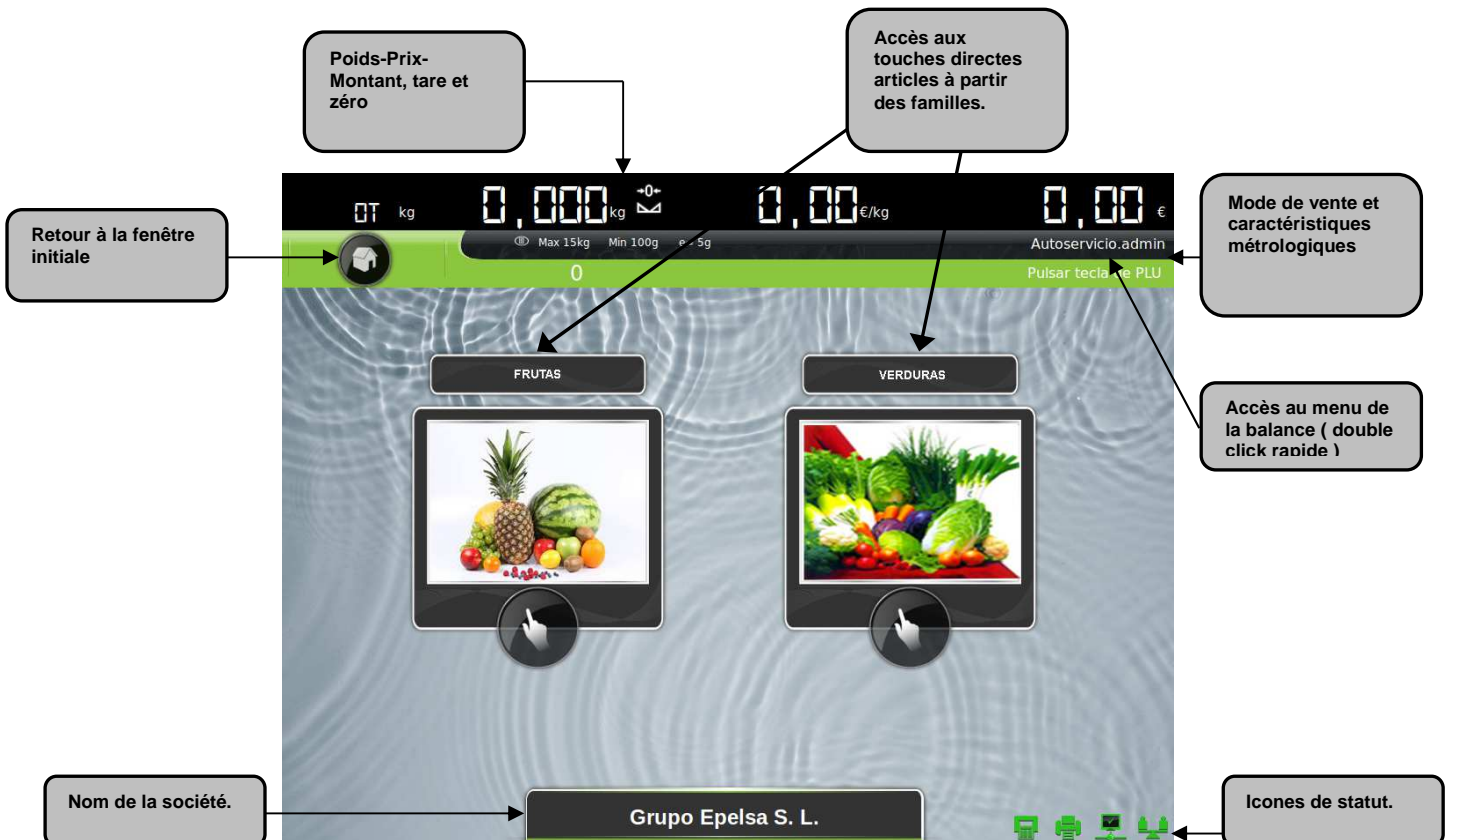 Poids-Prix-
Montant, tare et
zéro
Accès aux
touches directes
articles à partir
des familles.
Retour à la fenêtre
initiale
Mode de vente et
caractéristiques
métrologiques
0T kg 0,000 kg →0← 0,00 €/kg 0,00 €
Max 15kg Min 100g e = 5g Autoservicio.admin
0 Pulsar tecla de PLU
FRUTAS
VERDURAS
Accès au menu de
la balance ( double
click rapide )
Nom de la société.
Grupo Epelsa S. L.
Icones de statut.